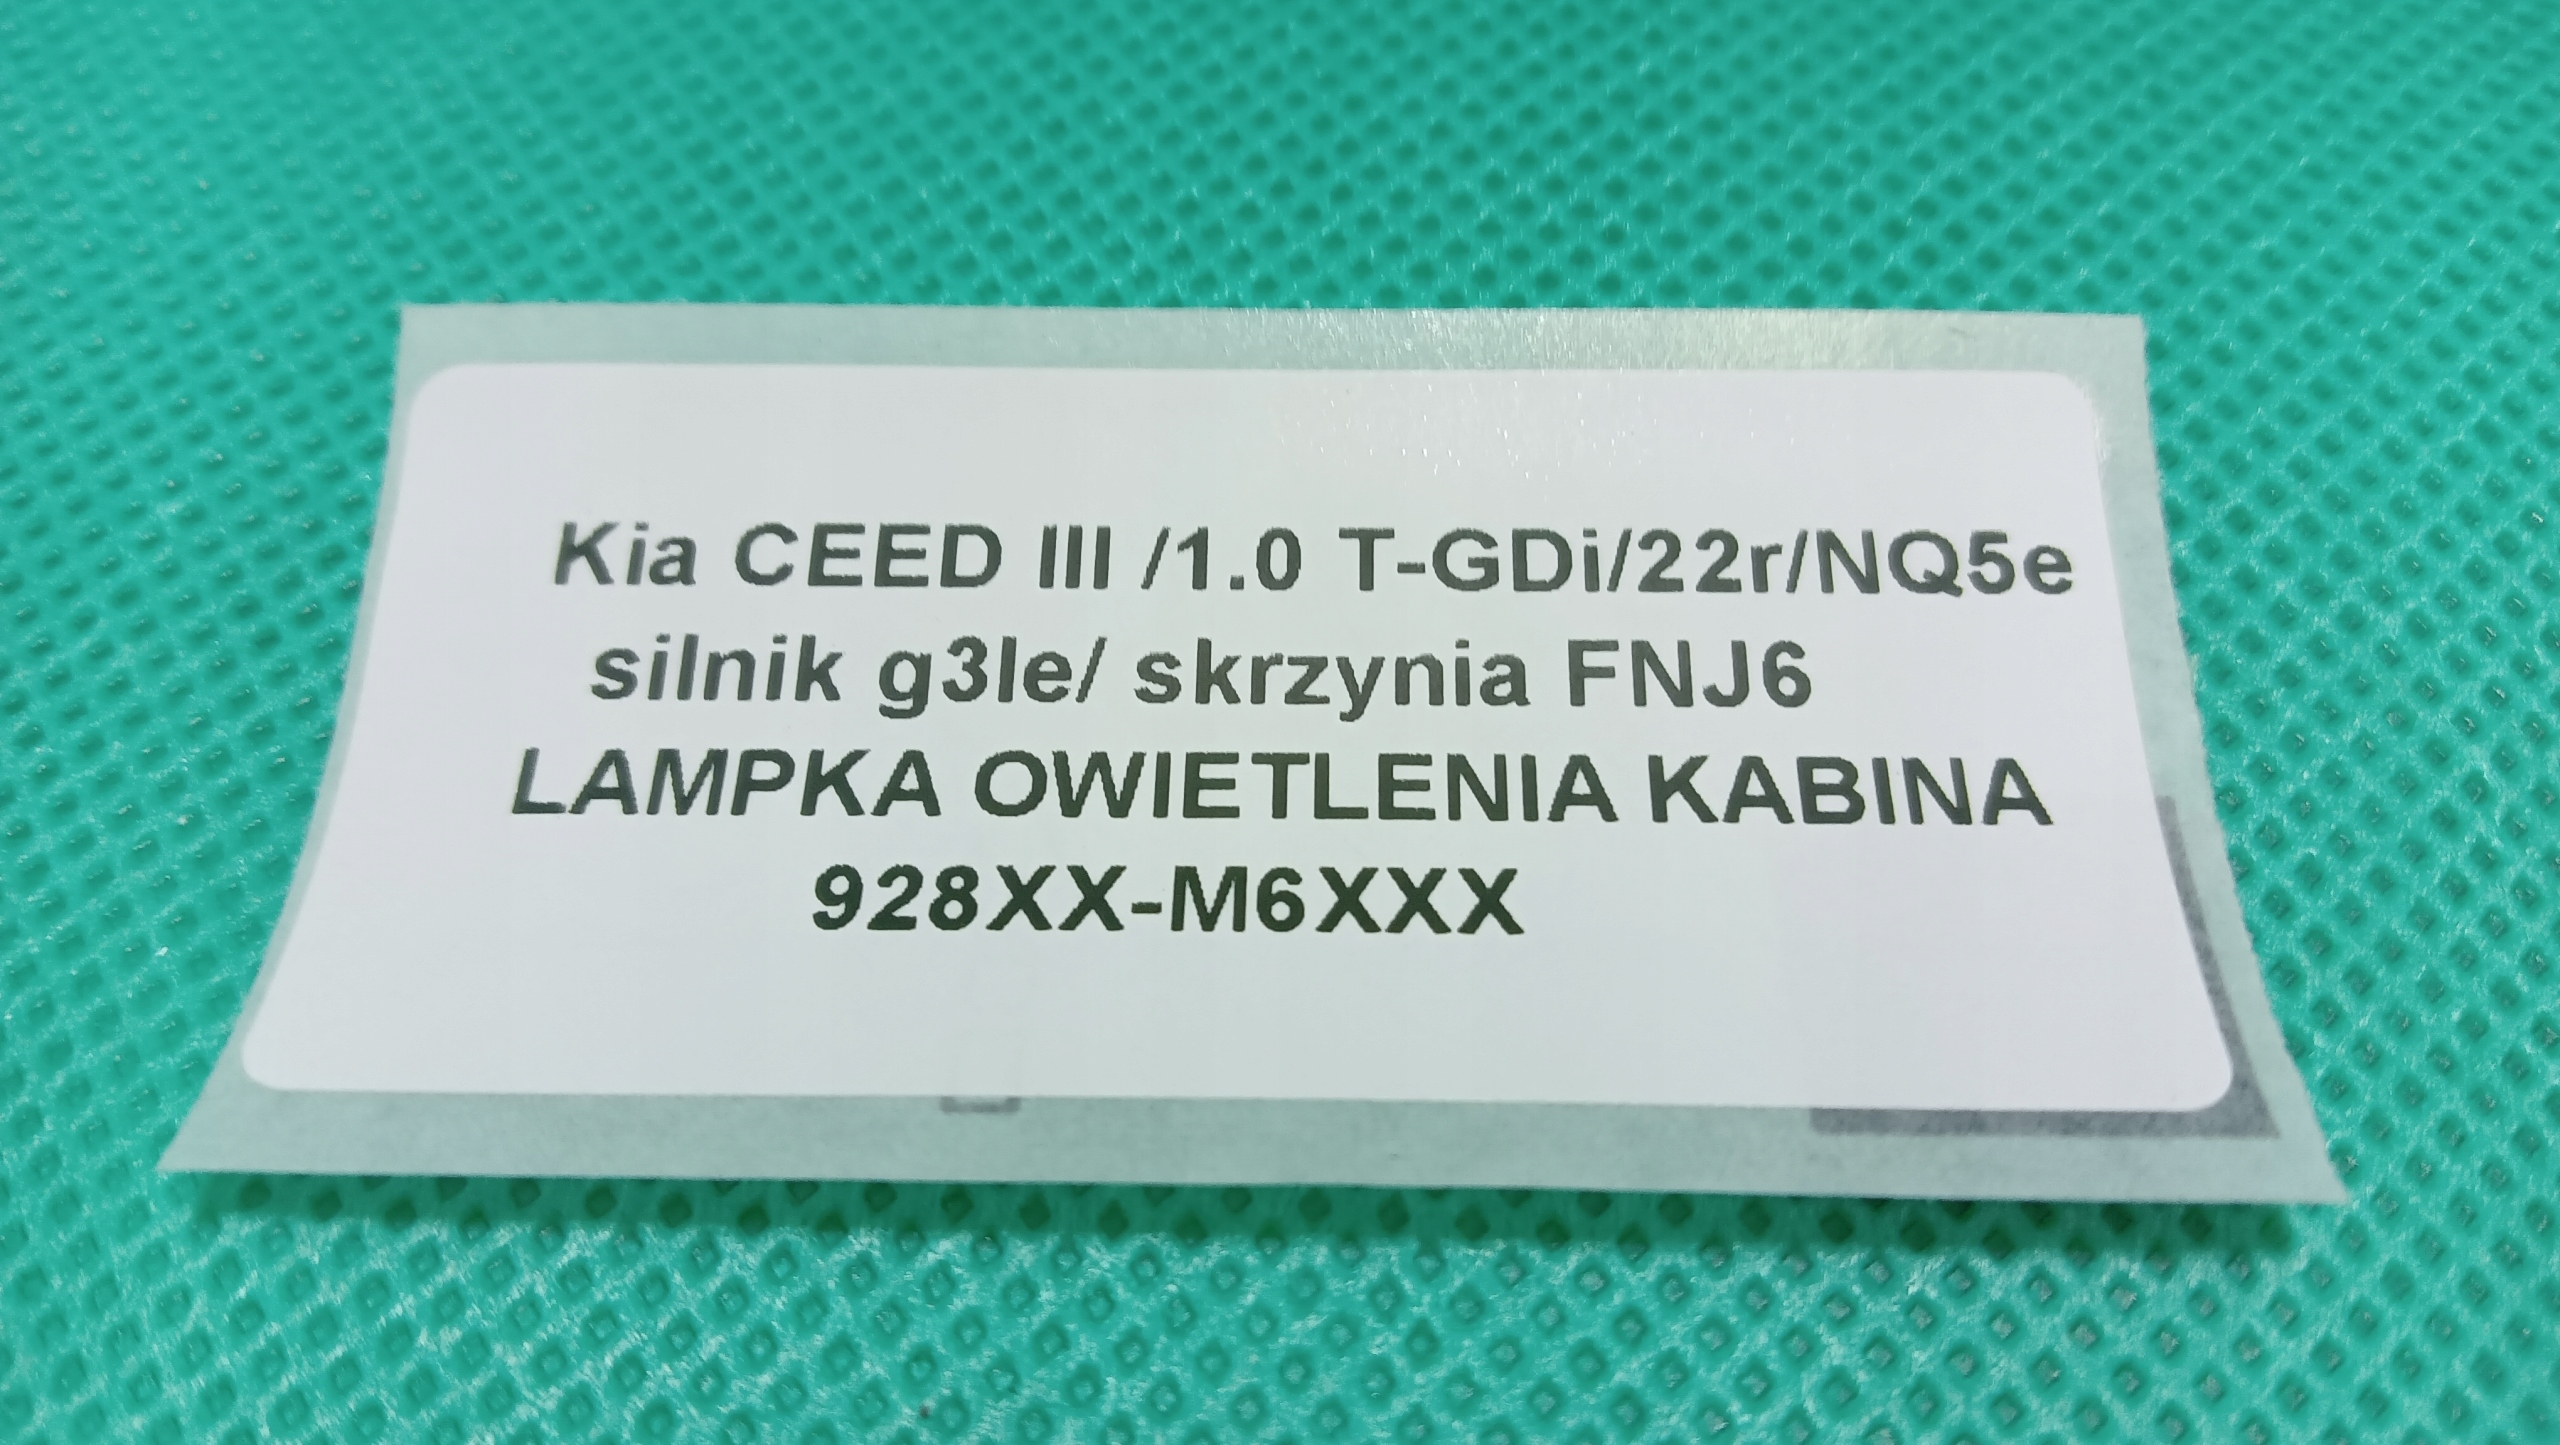 Kia CEED III /1.0 T-GDi/22r/NQ5e
silnik g3le/ skrzynia FNJ6
LAMPKA OWIETLENIA KABINA
928XX-M6XXX